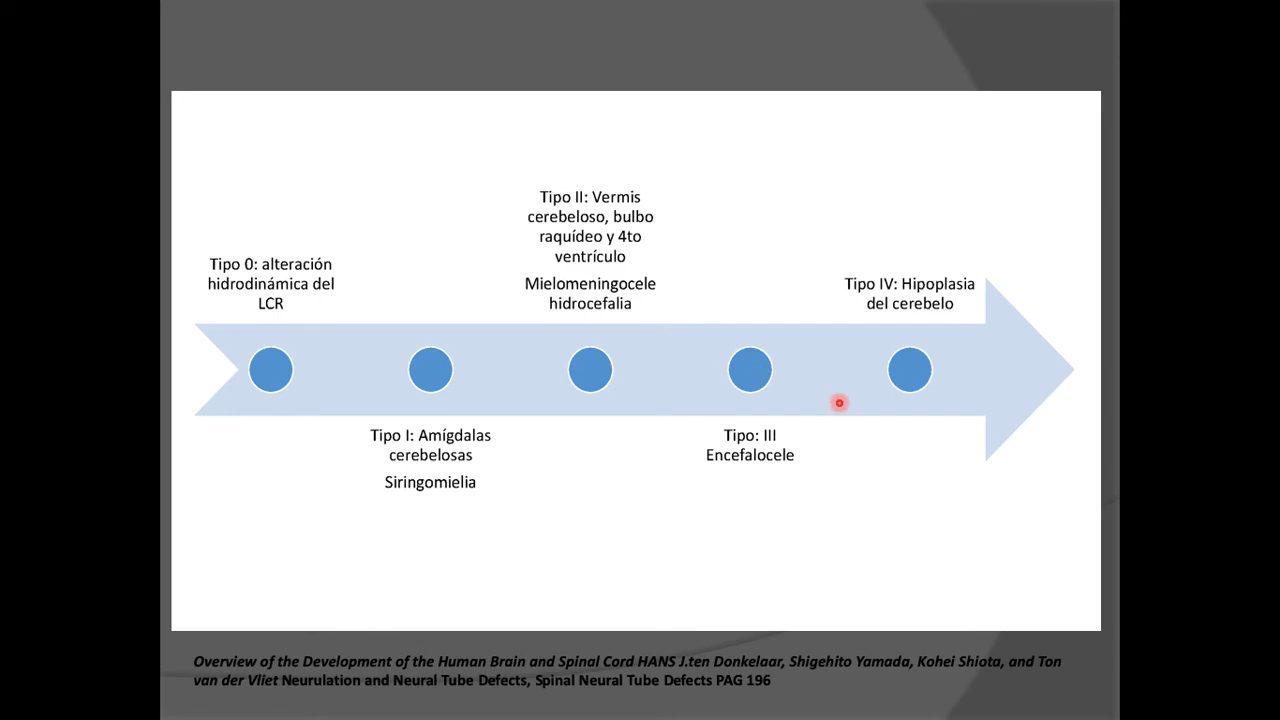 Tipo 0: alteración
hidrodinámica del
LCR
Tipo I: Amígdalas
cerebelosas
Siringomielia
Tipo II: Vermis
cerebeloso, bulbo
raquídeo y 4to
ventrículo
Mielomeningocele
hidrocefalia
Tipo: III
Encefalocele
Tipo IV: Hipoplasia
del cerebelo
Overview of the Development of the Human Brain and Spinal Cord HANS J.ten Donkelaar, Shigehito Yamada, Kohei Shiota, and Ton
van der Vliet Neurulation and Neural Tube Defects, Spinal Neural Tube Defects PAG 196